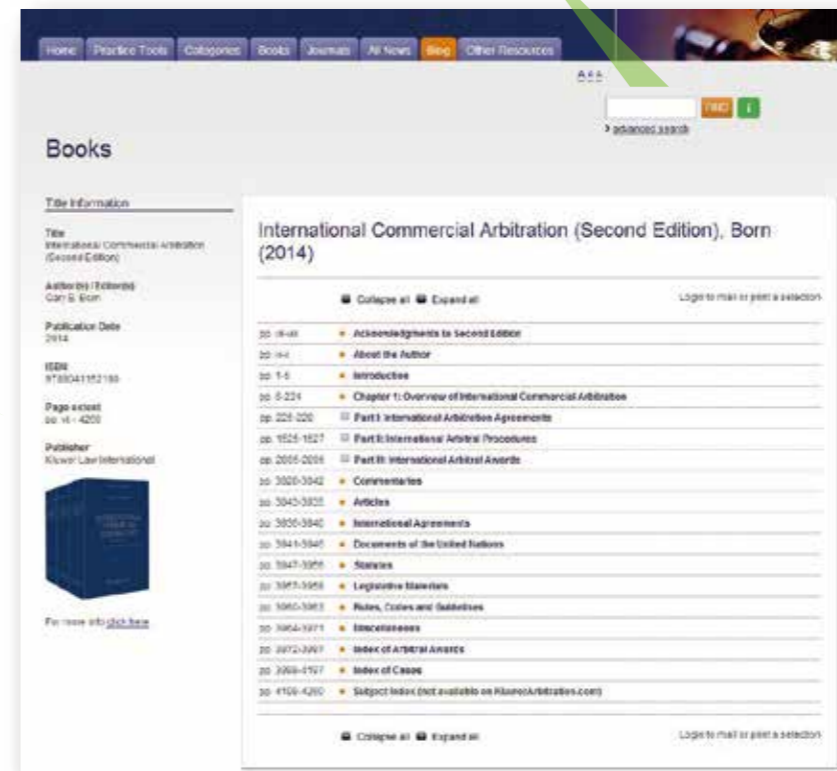 Home Practice Tools Categories Books Journals All News Blog Other Resources
A A A
FIND i
advanced search
Books
Title Information
Title
International Commercial Arbitration
(Second Edition)
Author(s) / Editor(s)
Gary B. Born
Publication Date
2014
ISBN
Page extent
Publisher
Kluwer Law International
For more info click here
International Commercial Arbitration (Second Edition), Born
(2014)
Collapse all Expand all Login to mail or print a selection
Acknowledgments to Second Edition
About the Author
pp. 1-5 Introduction
Chapter 1: Overview of International Commercial Arbitration
Part I: International Arbitration Agreements
pp. 1525-1527 Part II: International Arbitral Procedures
Part III: International Arbitral Awards
Commentaries
Articles
International Agreements
Documents of the United Nations
Statutes
Legislative Materials
Rules, Codes and Guidelines
Miscellaneous
Index of Arbitral Awards
Index of Cases
Subject Index (not available on KluwerArbitration.com)
Collapse all Expand all Login to mail or print a selection